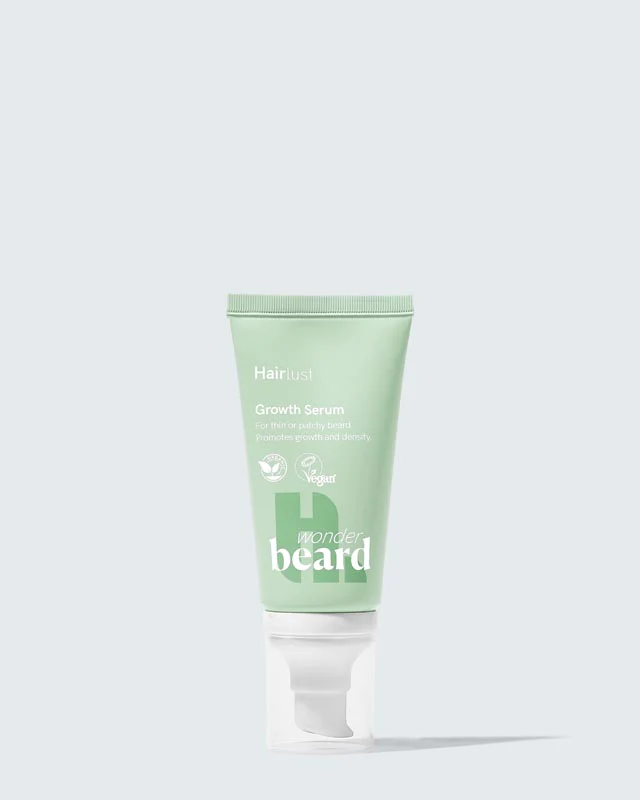 Hairlust
Growth Serum
For thin or patchy beard
Promotes growth and density
Vegan
wonder
beard